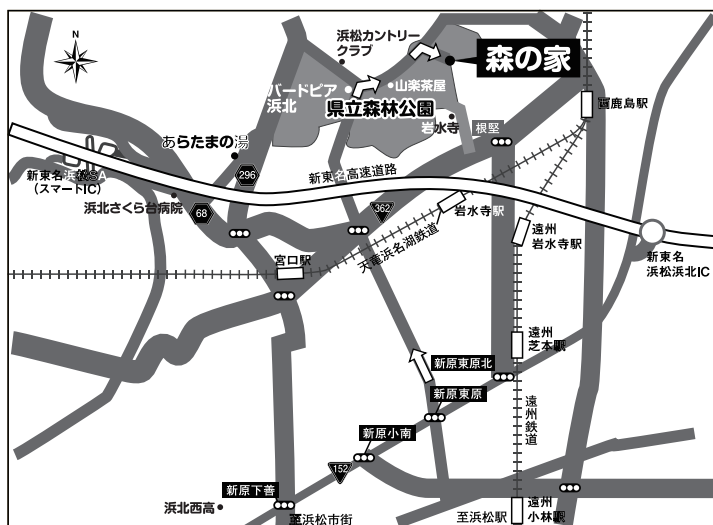 N
浜松カントリー
クラブ
森の家
バードピア
浜北
山楽茶屋
県立森林公園
岩水寺
根堅
鹿島駅
あらたまの湯
新東名浜松SA
(スマートIC)
浜北さくら台病院
296
68
新東名高速道路
362
岩水寺駅
天竜浜名湖鉄道
遠州
岩水寺駅
新東名
浜松浜北IC
宮口駅
遠州
芝本駅
新原東原北
新原東原
遠州鉄道
新原小南
152
新原下善
浜北西高
至浜松市街
至浜松駅
遠州
小林駅